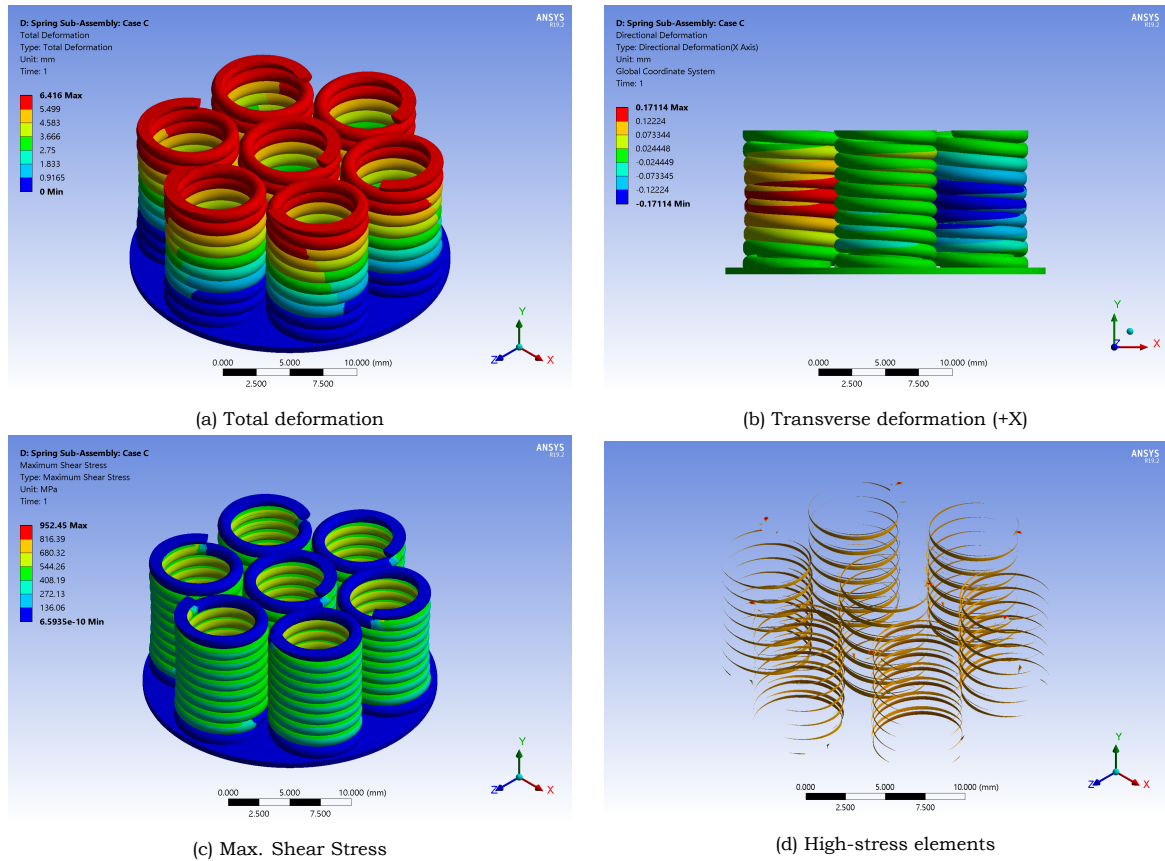 D: Spring Sub-Assembly: Case C
Total Deformation
Type: Total Deformation
Unit: mm
Time: 1
6.416 Max
5.499
4.583
3.666
2.75
1.833
0.9165
0 Min
ANSYS
R19.2
Y
Z
X
0.000
5.000
10.000 (mm)
2.500
7.500
(a) Total deformation
D: Spring Sub-Assembly: Case C
Directional Deformation
Type: Directional Deformation(X Axis)
Unit: mm
Global Coordinate System
Time: 1
0.17114 Max
0.12224
0.073344
0.024448
-0.024449
-0.073345
-0.12224
-0.17114 Min
ANSYS
R19.2
Y
Z
X
0.000
5.000
10.000 (mm)
2.500
7.500
(b) Transverse deformation (+X)
D: Spring Sub-Assembly: Case C
Maximum Shear Stress
Type: Maximum Shear Stress
Unit: MPa
Time: 1
952.45 Max
816.39
680.32
544.26
408.19
272.13
136.06
6.5935e-10 Min
ANSYS
R19.2
Y
Z
X
0.000
5.000
10.000 (mm)
2.500
7.500
(c) Max. Shear Stress
ANSYS
R19.2
Y
Z
X
0.000
5.000
10.000 (mm)
2.500
7.500
(d) High-stress elements